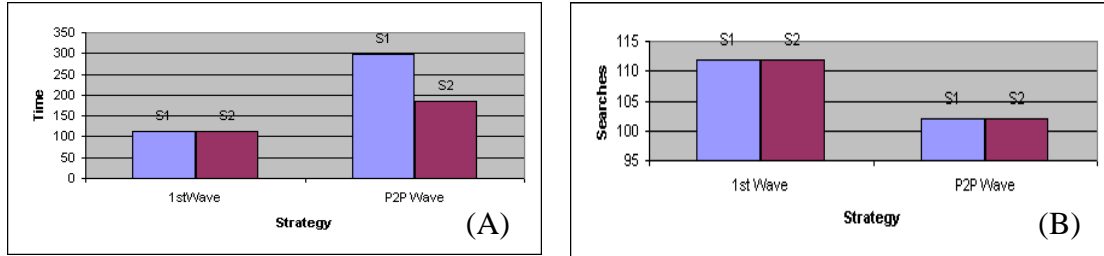 350
300
250
200
150
100
50
0
Time
S1 S2
S1
S2
1stWave P2P Wave
Strategy
(A)
115
110
105
100
95
Searches
S1 S2
S1 S2
1st Wave P2P Wave
Strategy
(B)